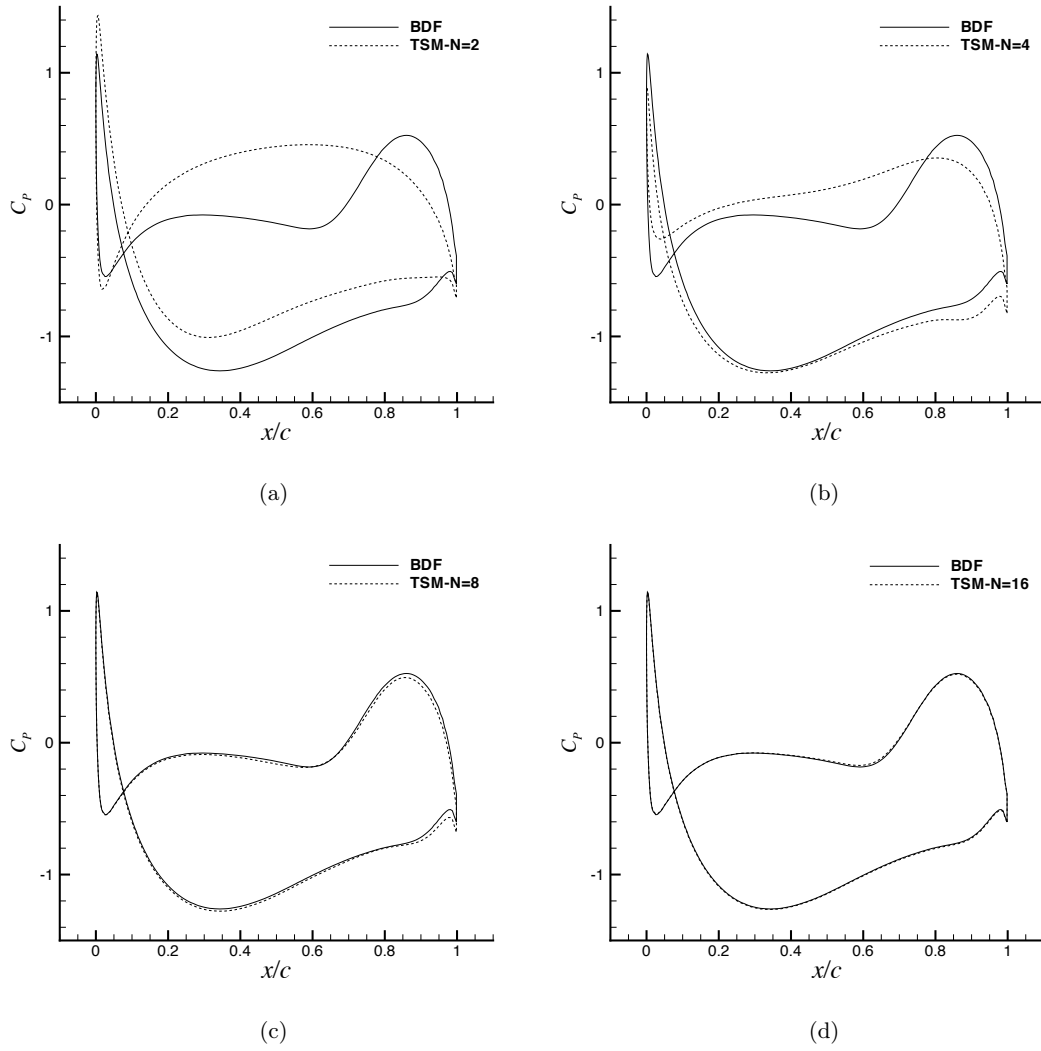 BDF
TSM-N=2
1
0
-1
C_P
0
0.2
0.4
0.6
0.8
1
x/c
(a)
BDF
TSM-N=4
1
0
-1
C_P
0
0.2
0.4
0.6
0.8
1
x/c
(b)
BDF
TSM-N=8
1
0
-1
C_P
0
0.2
0.4
0.6
0.8
1
x/c
(c)
BDF
TSM-N=16
1
0
-1
C_P
0
0.2
0.4
0.6
0.8
1
x/c
(d)